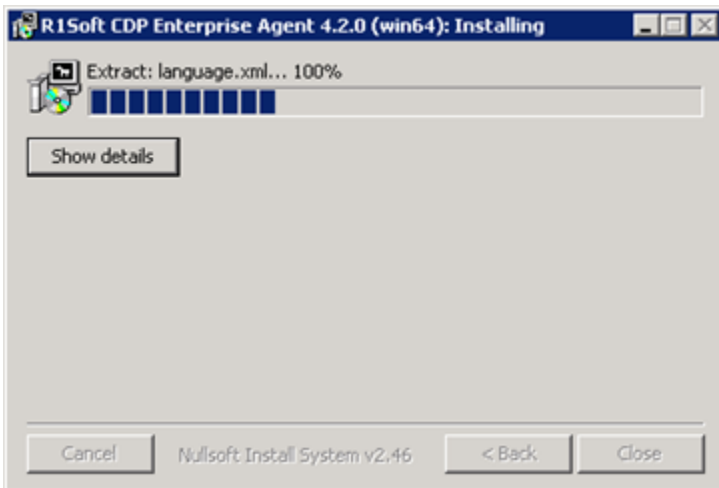 R1Soft CDP Enterprise Agent 4.2.0 (win64): Installing
Extract: language.xml... 100%
Show details
Cancel
Nullsoft Install System v2.46
< Back
Close